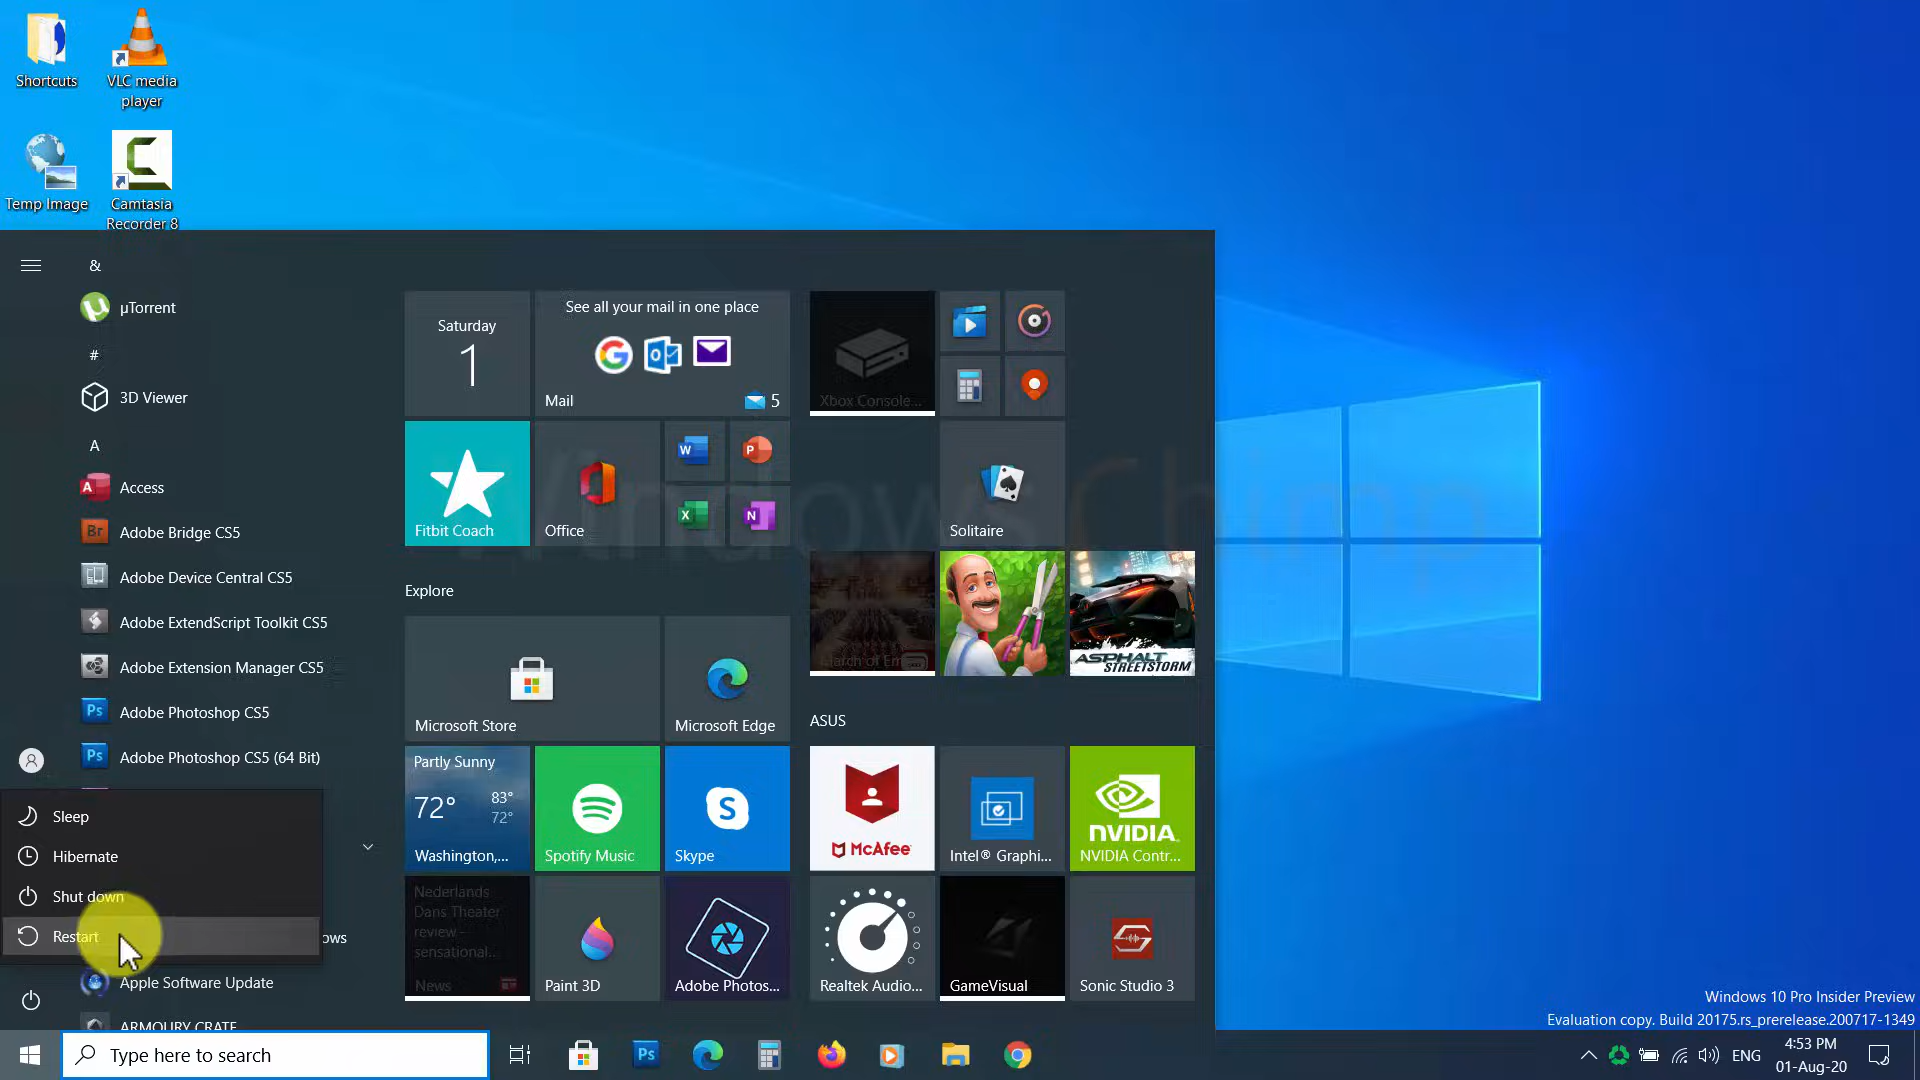 Shortcuts
VLC media
player
Temp Image
Camtasia
Recorder 8
&
µTorrent
#
3D Viewer
A
Access
Adobe Bridge CS5
Adobe Device Central CS5
Adobe ExtendScript Toolkit CS5
Adobe Extension Manager CS5
Adobe Photoshop CS5
Adobe Photoshop CS5 (64 Bit)
Sleep
Hibernate
Shut down
Restart
ows
Apple Software Update
ARMOURY CRATE
Saturday
1
See all your mail in one place
Mail
5
Fitbit Coach
Office
Explore
Microsoft Store
Microsoft Edge
Partly Sunny
72°
83°
72°
Washington,...
Spotify Music
Skype
Nederlands
Dans Theater
review -
sensational...
News
Paint 3D
Adobe Photos...
Xbox Console...
Solitaire
ASPHALT
STREETSTORM
ASUS
McAfee
Intel® Graphi...
NVIDIA
NVIDIA Contr...
Realtek Audio...
GameVisual
Sonic Studio 3
Windows 10 Pro Insider Preview
Evaluation copy. Build 20175.rs_prerelease.200717-1349
Type here to search
ENG
4:53 PM
01-Aug-20